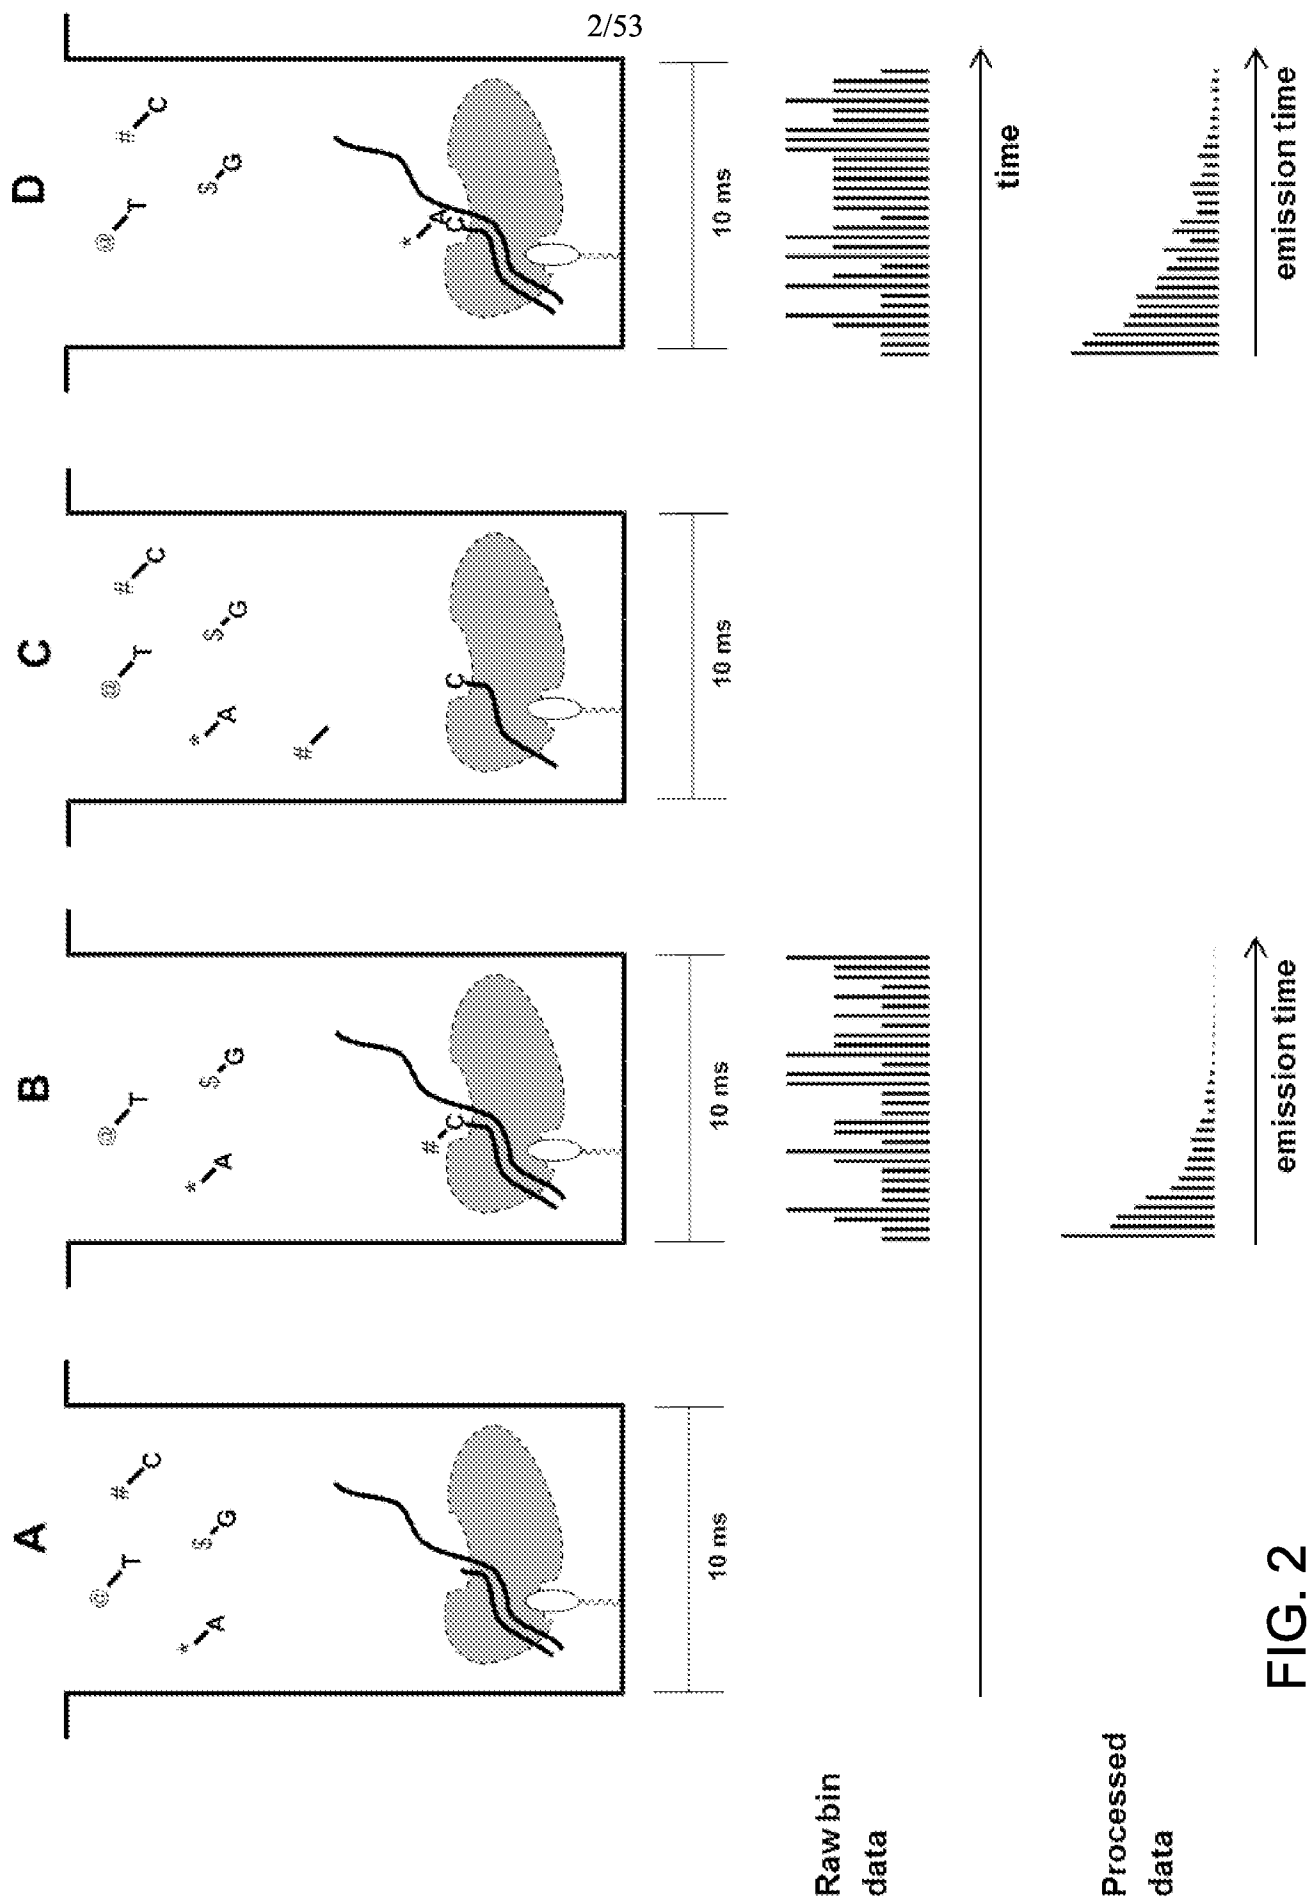 2/53
A
@ T
# C
* A
$ G
10 ms
B
@ T
* A
$ G
# C
10 ms
C
@ T
# C
* A
$ G
#
C
10 ms
D
@ T
# C
$ G
* A
C
10 ms
Raw bin
data
time
Processed
data
emission time
emission time
FIG. 2